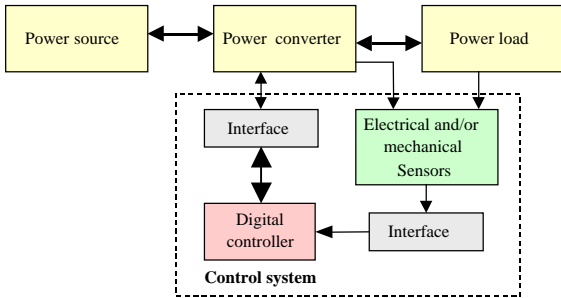 Power source
Power converter
Power load
Interface
Electrical and/or
mechanical
Sensors
Digital
controller
Interface
Control system